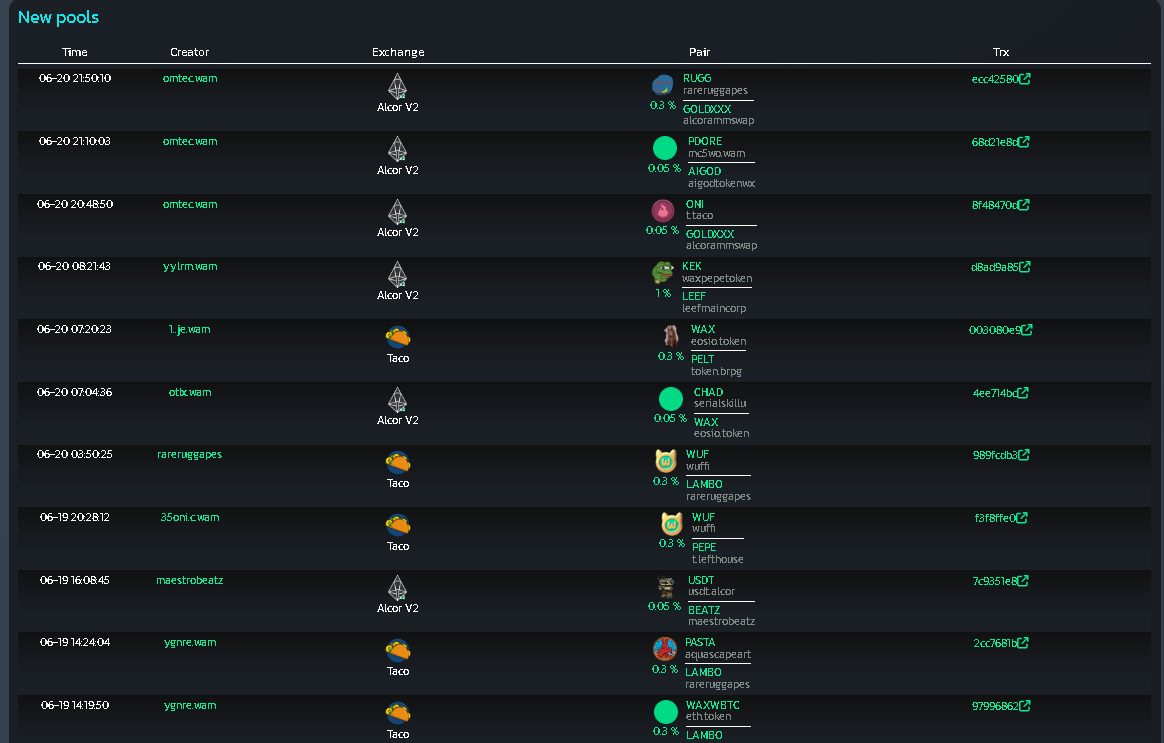 New pools
Time Creator Exchange Pair Trx
06-20 21:50:10 omtec.wam Alcor V2 0.3 % RUGG rareruggapes GOLDXXX alcorammswap ecc42580
06-20 21:10:03 omtec.wam Alcor V2 0.05 % PDORE mc5wo.wam AIGOD aigodtokenwx 68d21e8d
06-20 20:48:50 omtec.wam Alcor V2 0.05 % ONI t.taco GOLDXXX alcorammswap 8f48470d
06-20 08:21:43 yylrm.wam Alcor V2 1 % KEK waxpepetoken LEEF leefmaincorp d8ad9a85
06-20 07:20:23 1..je.wam Taco 0.3 % WAX eosio.token PELT token.brpg 003080e9
06-20 07:04:36 otlx.wam Alcor V2 0.05 % CHAD serialskillu WAX eosio.token 4ee714bd
06-20 03:50:25 rareruggapes Taco 0.3 % WUF wuffi LAMBO rareruggapes 989fcdb3
06-19 20:28:12 35oni.c.wam Taco 0.3 % WUF wuffi PEPE t.lefthouse f3f8ffe0
06-19 16:08:45 maestrobeatz Alcor V2 0.05 % USDT usdt.alcor BEATZ maestrobeatz 7c9351e8
06-19 14:24:04 ygnre.wam Taco 0.3 % PASTA aquascapeart LAMBO rareruggapes 2cc7681b
06-19 14:19:50 ygnre.wam Taco 0.3 % WAXWBTC eth.token LAMBO 97996862